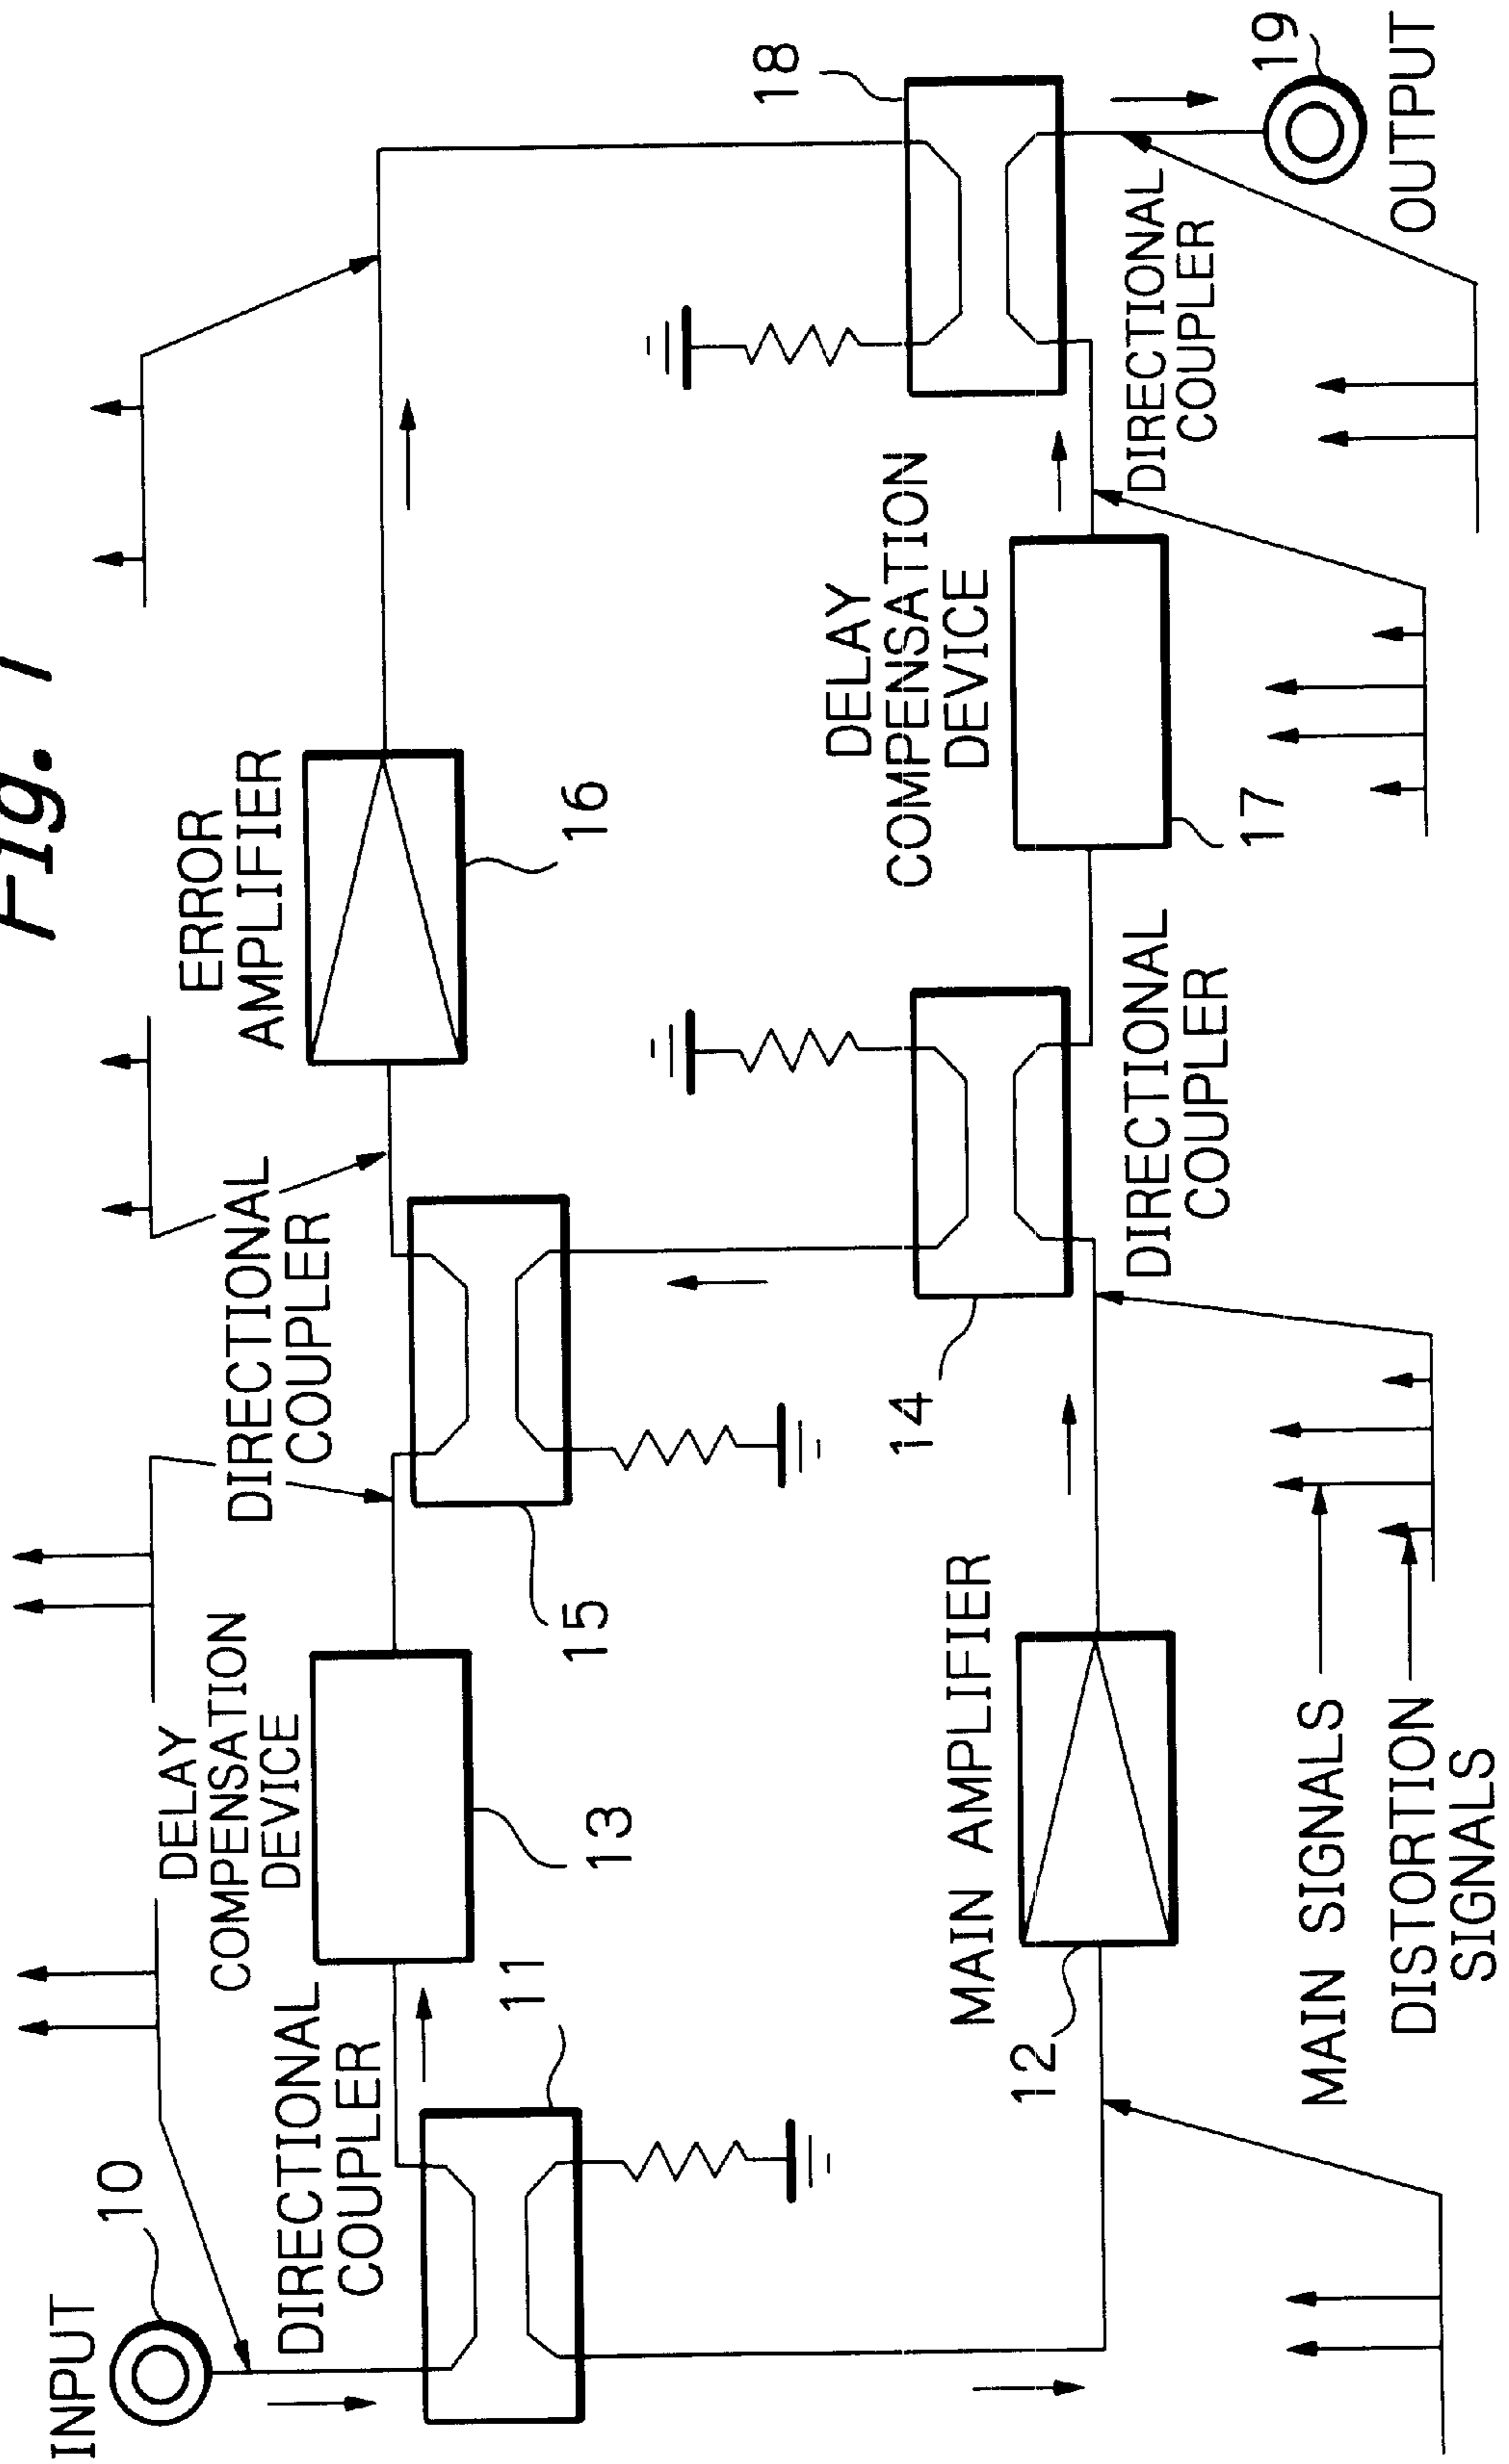 Fig. 1
INPUT
10
DIRECTIONAL
COUPLER
11
DELAY
COMPENSATION
DEVICE
13
DIRECTIONAL
COUPLER
15
ERROR
AMPLIFIER
16
18
MAIN AMPLIFIER
12
14
DIRECTIONAL
COUPLER
DELAY
COMPENSATION
DEVICE
17
DIRECTIONAL
COUPLER
19
OUTPUT
MAIN SIGNALS
DISTORTION
SIGNALS